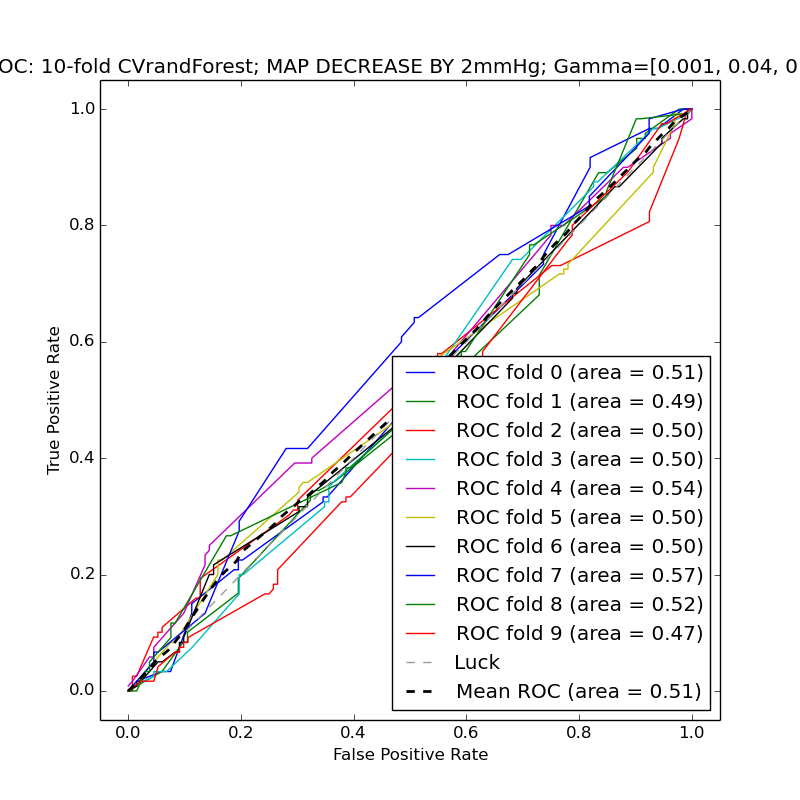 OC: 10-fold CVrandForest; MAP DECREASE BY 2mmHg; Gamma=[0.001, 0.04, 0
1.0
0.8
0.6
0.4
0.2
0.0
True Positive Rate
ROC fold 0 (area = 0.51)
ROC fold 1 (area = 0.49)
ROC fold 2 (area = 0.50)
ROC fold 3 (area = 0.50)
ROC fold 4 (area = 0.54)
ROC fold 5 (area = 0.50)
ROC fold 6 (area = 0.50)
ROC fold 7 (area = 0.57)
ROC fold 8 (area = 0.52)
ROC fold 9 (area = 0.47)
Luck
Mean ROC (area = 0.51)
0.0 0.2 0.4 0.6 0.8 1.0
False Positive Rate